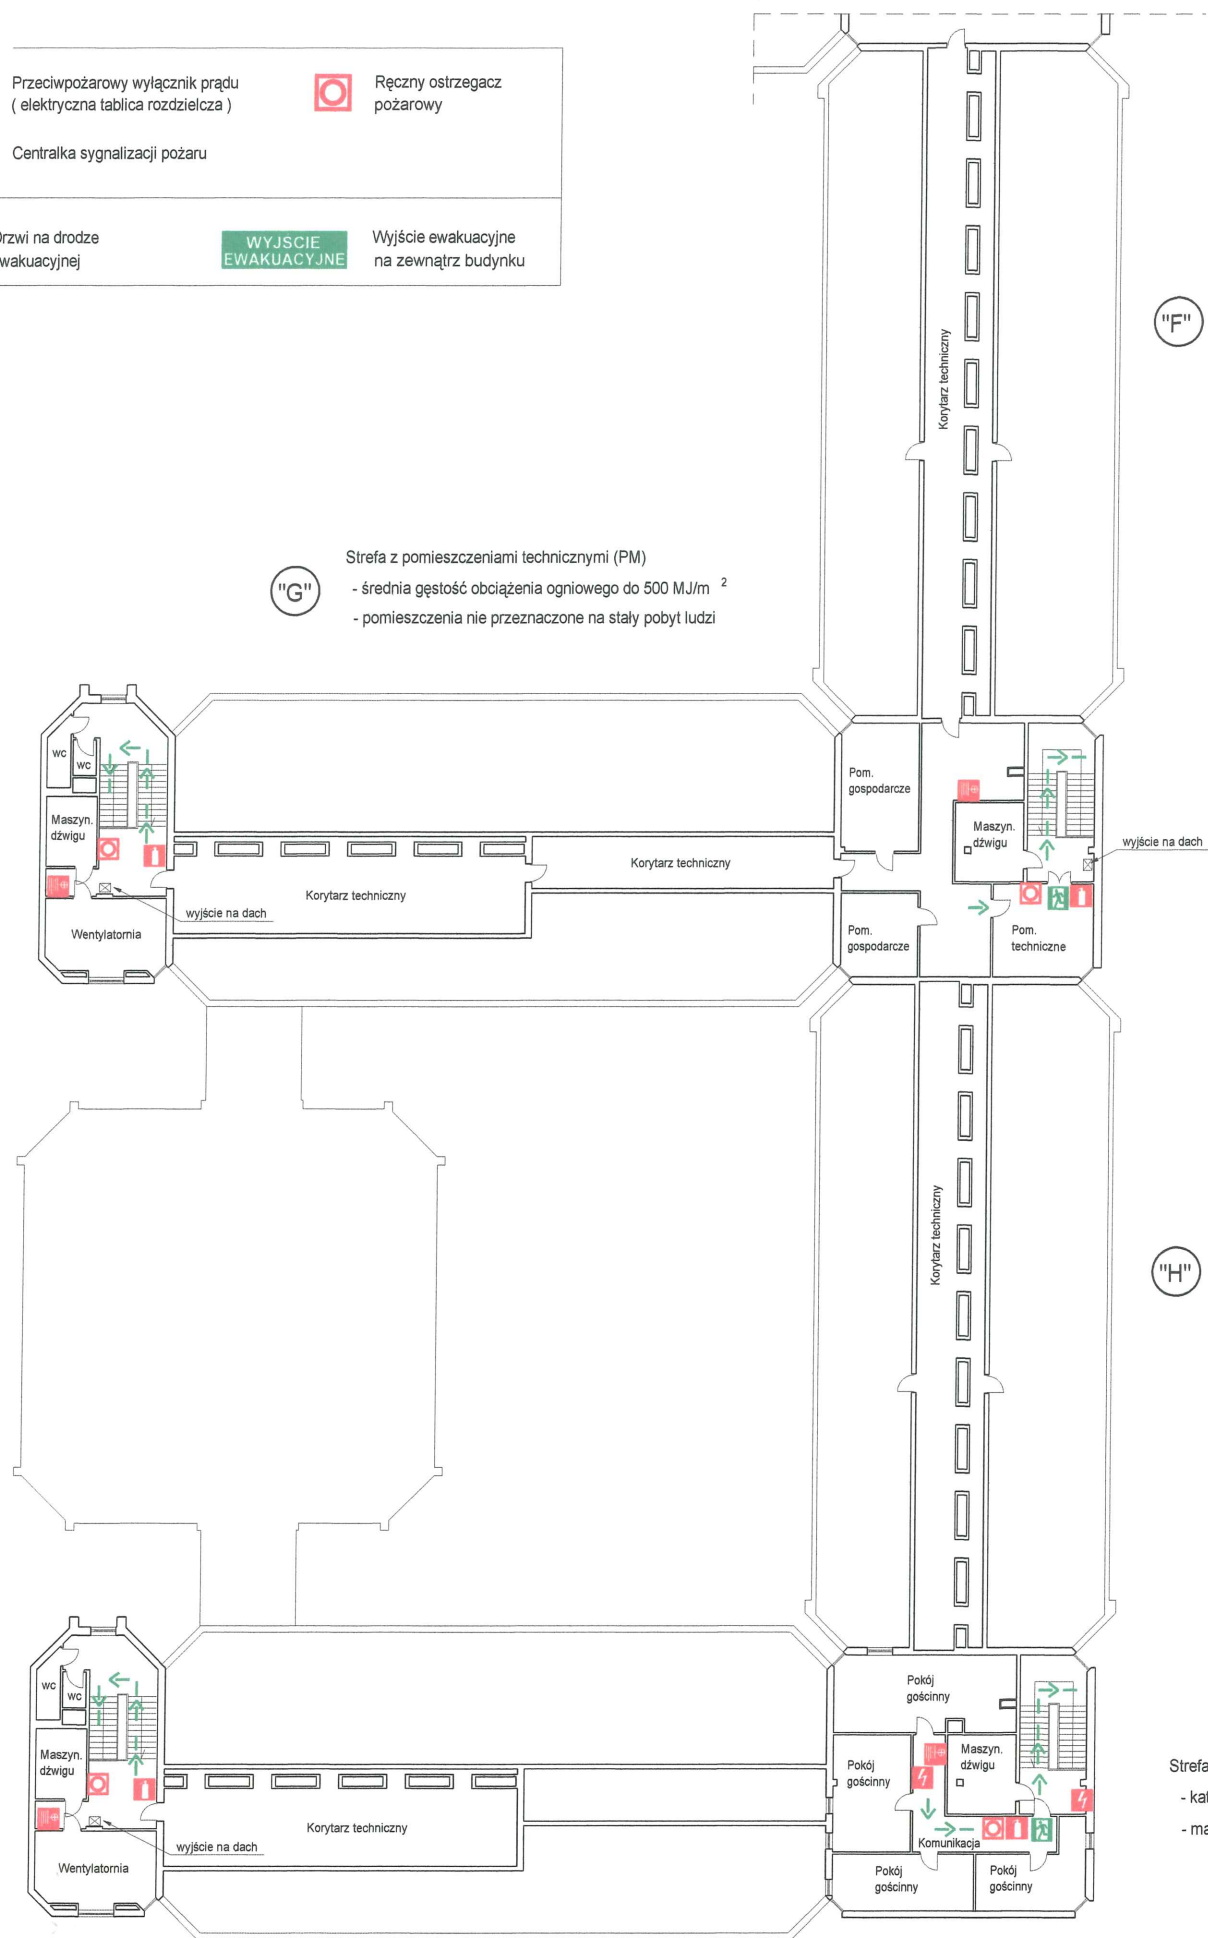 Przeciwpożarowy wyłącznik prądu
( elektryczna tablica rozdzielcza )
Ręczny ostrzegacz
pożarowy
Centralka sygnalizacji pożaru
na drodze
WYJSCIE
EWAKUACYJNE
Wyjście ewakuacyjne
na zewnątrz budynku
"F"
Korytarz techniczny
"G"
Strefa z pomieszczeniami technicznymi (PM)
- średnia gęstość obciążenia ogniowego do 500 MJ/m 2
- pomieszczenia nie przeznaczone na stały pobyt ludzi
wc
wc
Maszyn.
dźwigu
wyjście na dach
Wentylatornia
Korytarz techniczny
Korytarz techniczny
Pom.
gospodarcze
Maszyn.
dźwigu
wyjście na dach
Pom.
gospodarcze
Pom.
techniczne
Korytarz techniczny
"H"
wc
wc
Maszyn.
dźwigu
wyjście na dach
Wentylatornia
Korytarz techniczny
Pokój
gościnny
Pokój
gościnny
Maszyn.
dźwigu
Komunikacja
Pokój
gościnny
Pokój
gościnny
Strefa
- ka
- ma